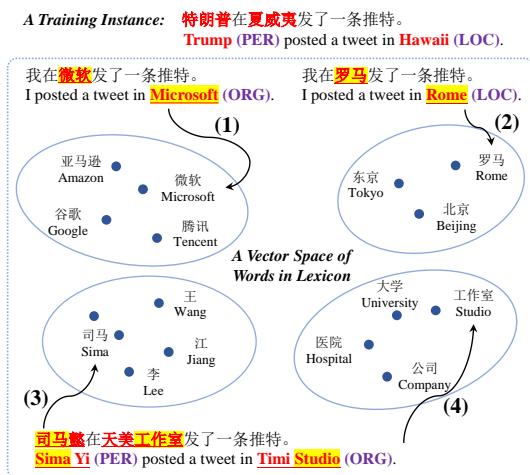 A Training Instance: 特朗普在夏威夷发了一条推特。
Trump (PER) posted a tweet in Hawaii (LOC).
我在微软发了一条推特。
I posted a tweet in Microsoft (ORG).
我在罗马发了一条推特。
I posted a tweet in Rome (LOC).
(1)
(2)
亚马逊
Amazon
微软
Microsoft
谷歌
Google
腾讯
Tencent
罗马
Rome
东京
Tokyo
北京
Beijing
A Vector Space of
Words in Lexicon
王
Wang
司马
Sima
江
Jiang
李
Lee
大学
University
工作室
Studio
医院
Hospital
公司
Company
(3)
(4)
司马懿在天美工作室发了一条推特。
Sima Yi (PER) posted a tweet in Timi Studio (ORG).